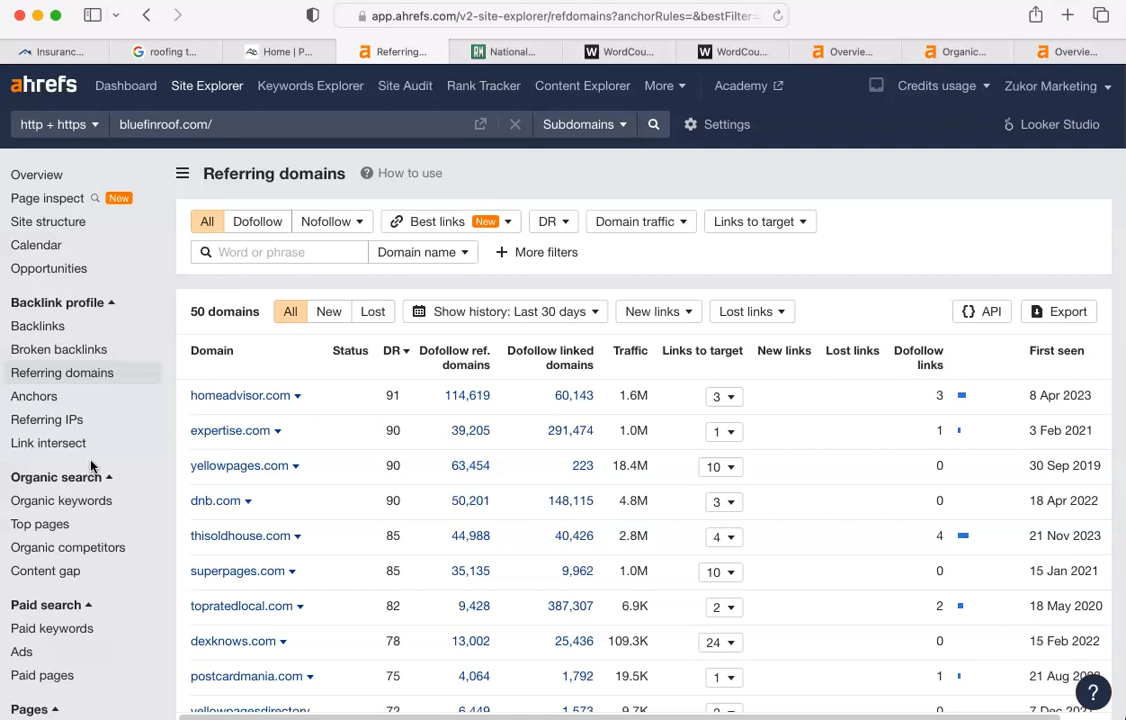 app.ahrefs.com/v2-site-explorer/refdomains?anchorRules=&bestFilter=
Insuranc...
roofing t...
Home | P...
Referring...
National...
WordCou...
WordCou...
Overvie...
Organic...
Overvie...
ahrefs
Dashboard Site Explorer Keywords Explorer Site Audit Rank Tracker Content Explorer More Academy Credits usage Zukor Marketing
http + https bluefinroof.com/ Subdomains Settings Looker Studio
Overview
Page inspect New
Site structure
Calendar
Opportunities
Backlink profile
Backlinks
Broken backlinks
Referring domains
Anchors
Referring IPs
Link intersect
Organic search
Organic keywords
Top pages
Organic competitors
Content gap
Paid search
Paid keywords
Ads
Paid pages
Pages
Referring domains ? How to use
All Dofollow Nofollow Best links New DR Domain traffic Links to target
Word or phrase Domain name + More filters
50 domains All New Lost Show history: Last 30 days New links Lost links {} API Export
Domain Status DR Dofollow ref. domains Dofollow linked domains Traffic Links to target New links Lost links Dofollow links First seen
homeadvisor.com 91 114,619 60,143 1.6M 3 3 8 Apr 2023
expertise.com 90 39,205 291,474 1.0M 1 1 3 Feb 2021
yellowpages.com 90 63,454 223 18.4M 10 0 30 Sep 2019
dnb.com 90 50,201 148,115 4.8M 3 0 18 Apr 2022
thisoldhouse.com 85 44,988 40,426 2.8M 4 4 21 Nov 2023
superpages.com 85 35,135 9,962 1.0M 10 0 15 Jan 2021
topratedlocal.com 82 9,428 387,307 6.9K 2 2 18 May 2020
dexknows.com 78 13,002 25,436 109.3K 24 0 15 Feb 2022
postcardmania.com 75 4,064 1,792 19.5K 1 1 21 Aug
yellowpagesdirectory 72 6,449 1,573 9.7K 0 7 Dec
?